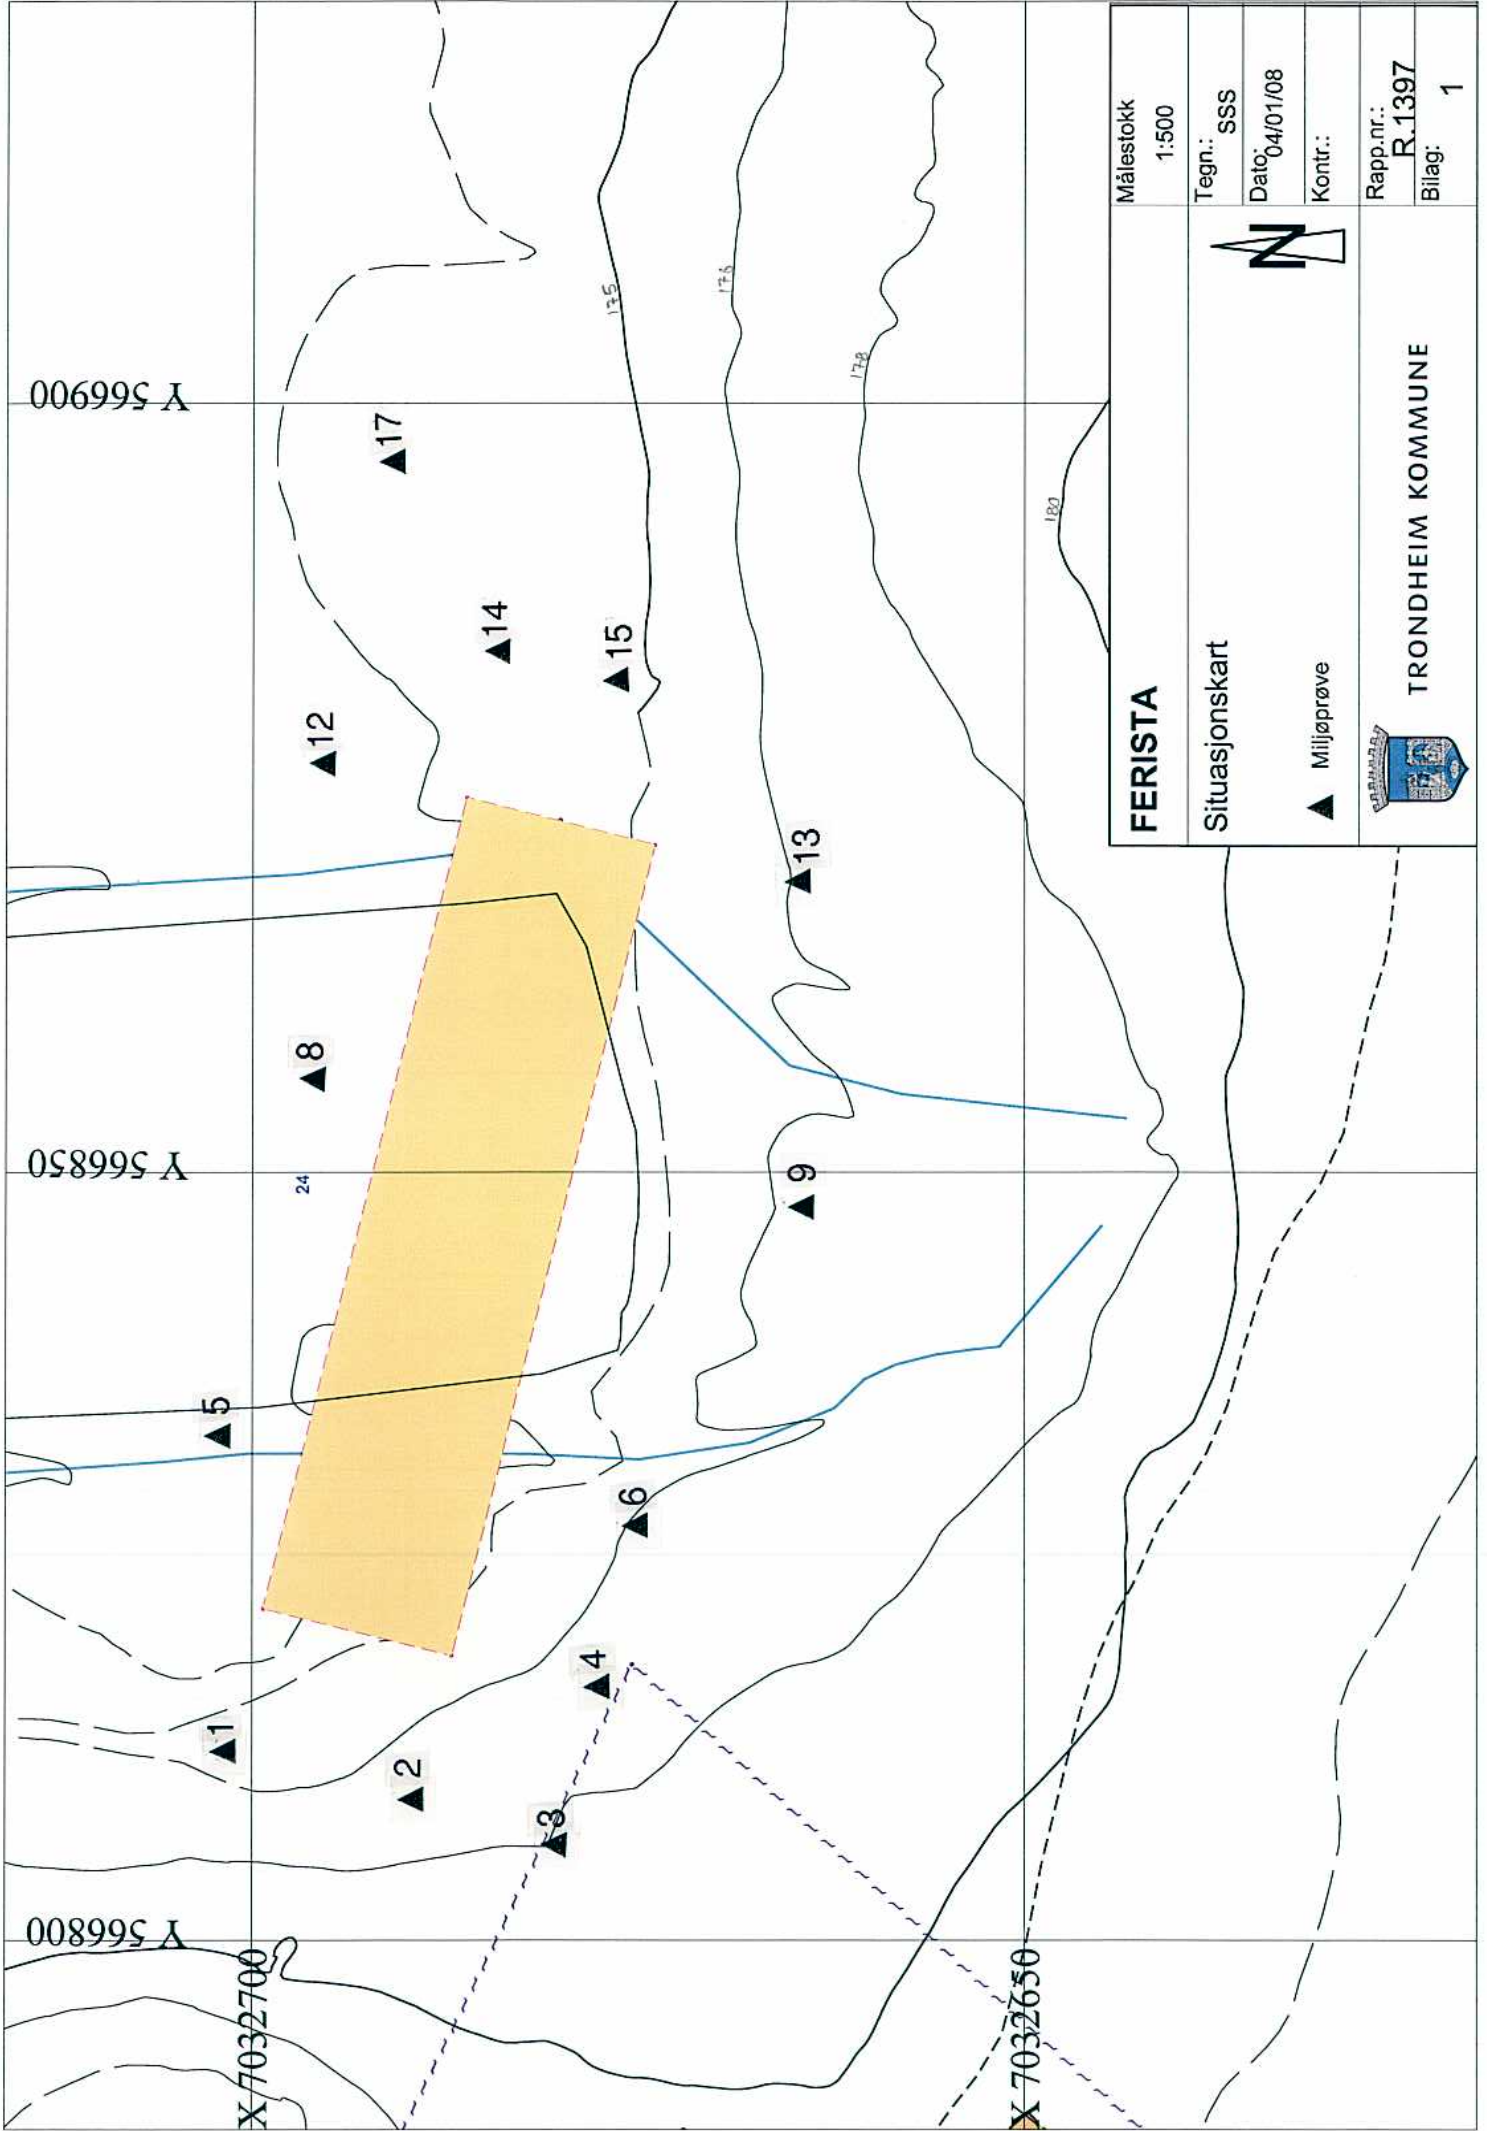 Y 566800
Y 566850
Y 566900
X 7032700
X 7032650
1
2
3
4
5
6
8
9
12
13
14
15
17
24
175
176
178
180
FERISTA
Situasjonskart
Miljøprøve
N
TRONDHEIM KOMMUNE
Målestokk
1:500
Tegn.: SSS
Dato: 04/01/08
Kontr.:
Rapp.nr.:
R.1397
Bilag:
1